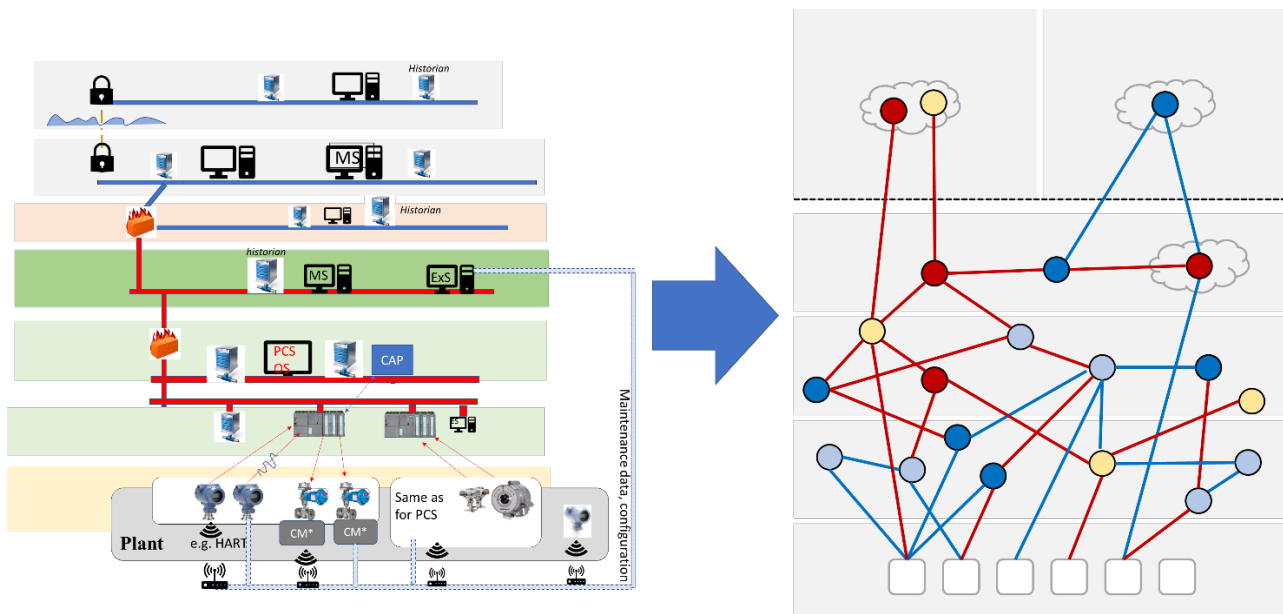 Historian
MS
Historian
historian
MS
ExS
PCS
OS
CAP
ES
Same as
for PCS
CM*
CM*
Plant
e.g. HART
Maintenance data, configuration